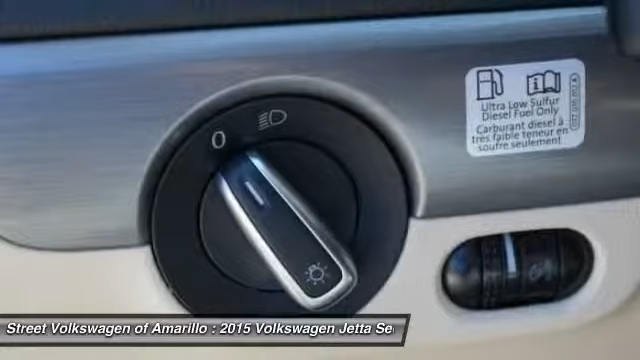 0
Ultra Low Sulfur
Diesel Fuel Only
Carburant diesel à
très faible teneur en
soufre seulement
Street Volkswagen of Amarillo : 2015 Volkswagen Jetta Se